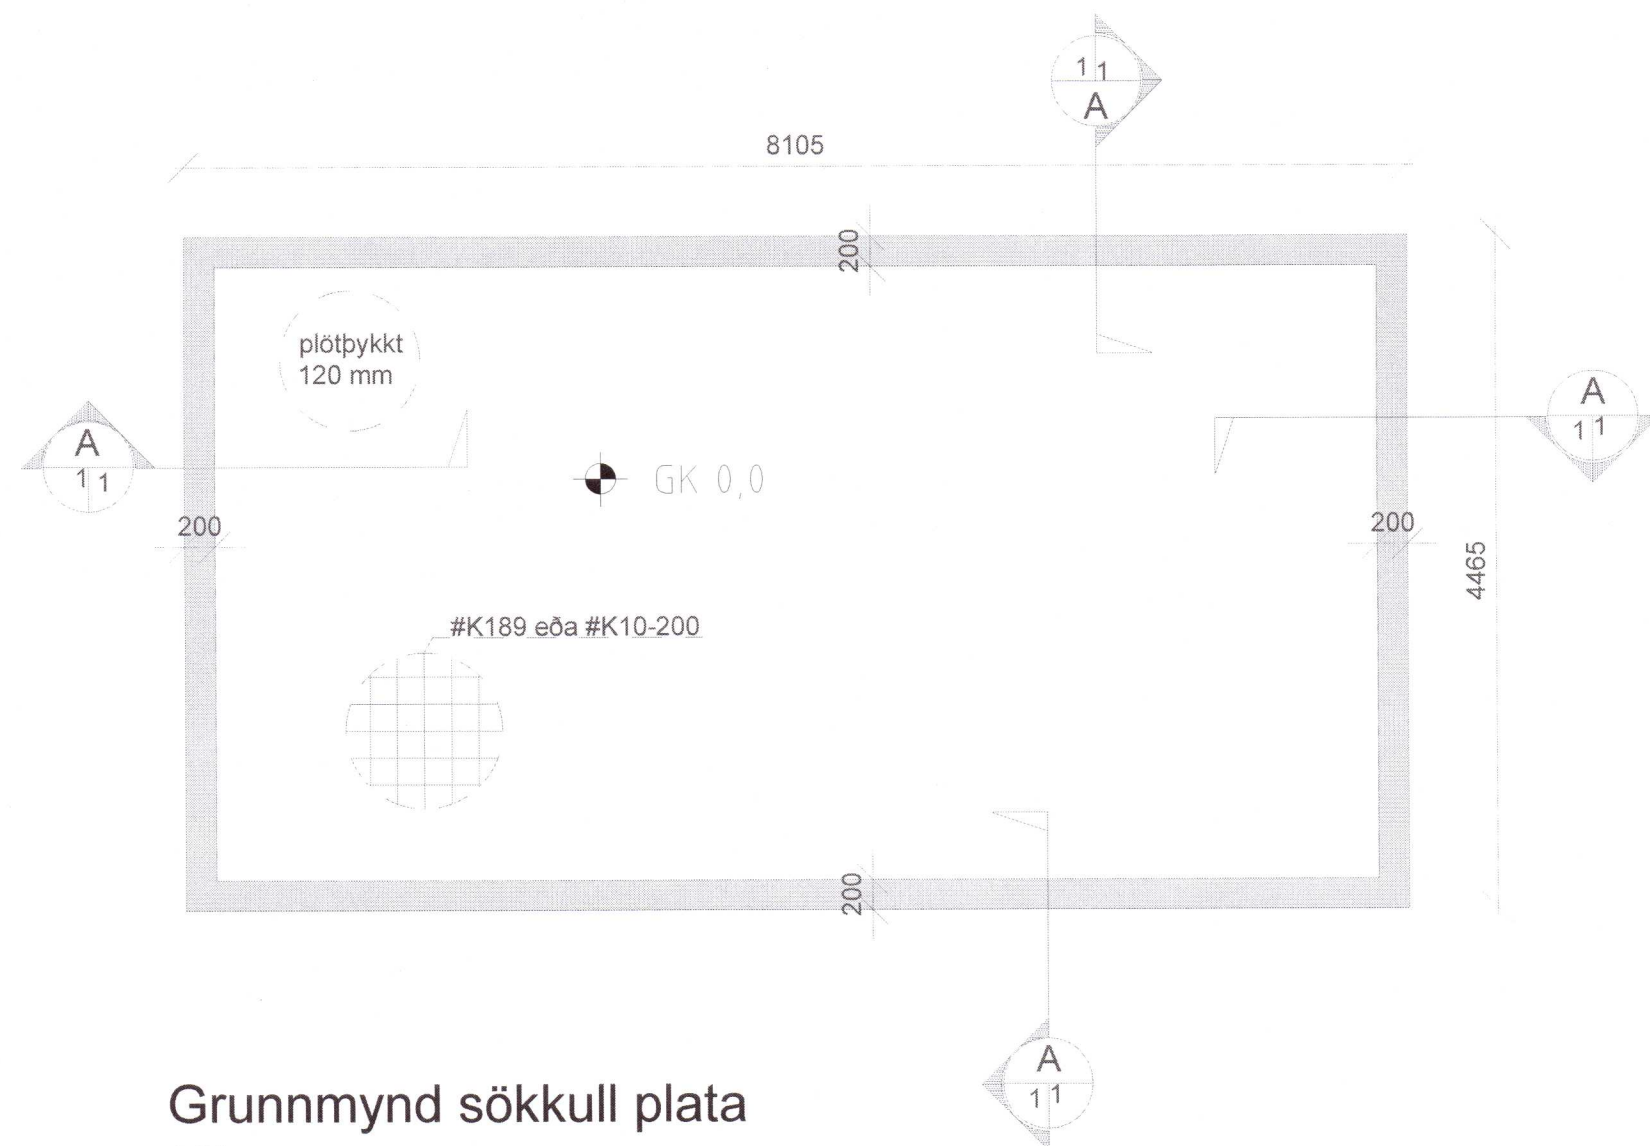 1 1
A
8105
200
plötþykkt
120 mm
A
1 1
A
1 1
GK 0,0
200
200
4465
#K189 eða #K10-200
200
A
1 1
Grunnmynd sökkull plata